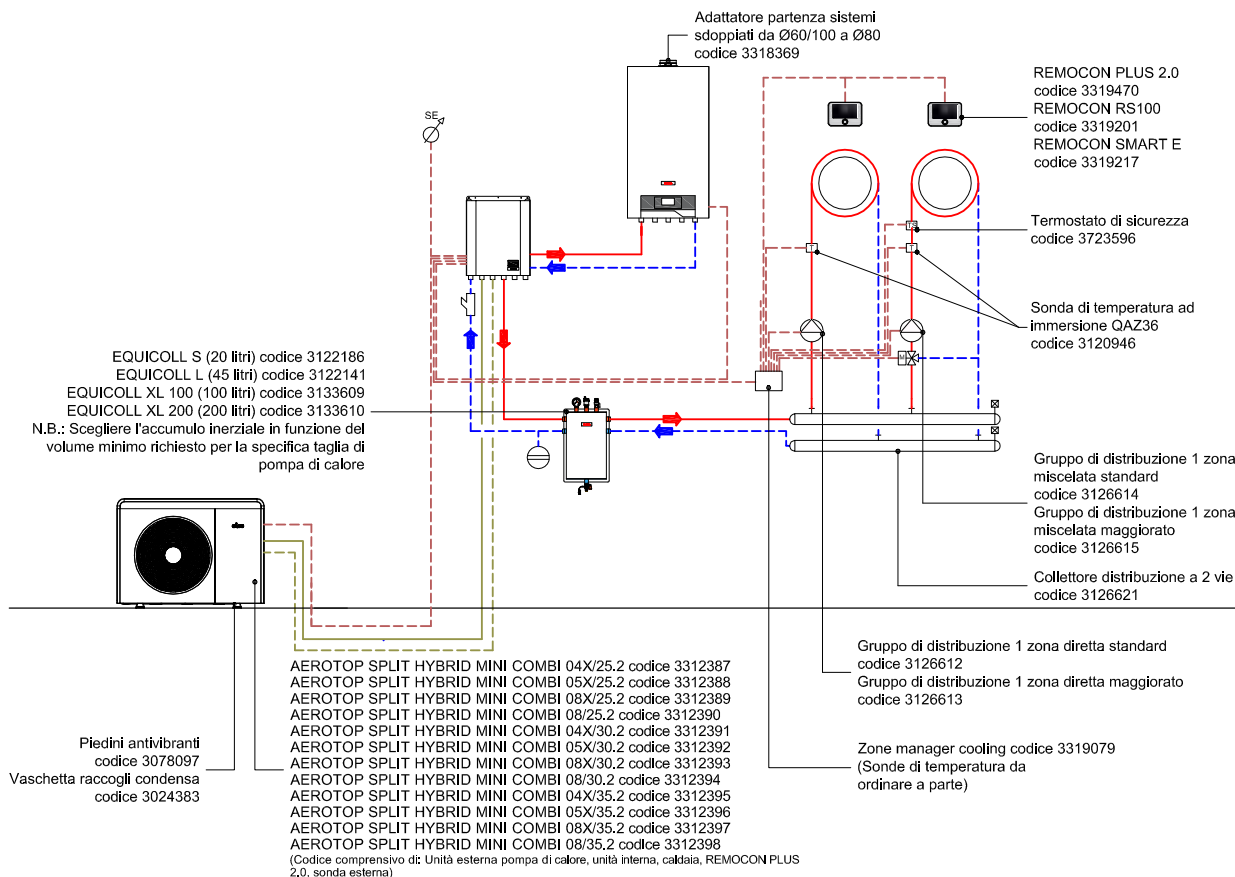 Adattatore partenza sistemi
sdoppiati da Ø60/100 a Ø80
codice 3318369
REMOCON PLUS 2.0
codice 3319470
REMOCON RS100
codice 3319201
REMOCON SMART E
codice 3319217
SE
TS
T
T
Termostato di sicurezza
codice 3723596
Sonda di temperatura ad
immersione QAZ36
codice 3120946
M
EQUICOLL S (20 litri) codice 3122186
EQUICOLL L (45 litri) codice 3122141
EQUICOLL XL 100 (100 litri) codice 3133609
EQUICOLL XL 200 (200 litri) codice 3133610
N.B.: Scegliere l'accumulo inerziale in funzione del
volume minimo richiesto per la specifica taglia di
pompa di calore
Gruppo di distribuzione 1 zona
miscelata standard
codice 3126614
Gruppo di distribuzione 1 zona
miscelata maggiorato
codice 3126615
Collettore distribuzione a 2 vie
codice 3126621
Gruppo di distribuzione 1 zona diretta standard
codice 3126612
Gruppo di distribuzione 1 zona diretta maggiorato
codice 3126613
Zone manager cooling codice 3319079
(Sonde di temperatura da
ordinare a parte)
Piedini antivibranti
codice 3078097
Vaschetta raccogli condensa
codice 3024383
AEROTOP SPLIT HYBRID MINI COMBI 04X/25.2 codice 3312387
AEROTOP SPLIT HYBRID MINI COMBI 05X/25.2 codice 3312388
AEROTOP SPLIT HYBRID MINI COMBI 08X/25.2 codice 3312389
AEROTOP SPLIT HYBRID MINI COMBI 08/25.2 codice 3312390
AEROTOP SPLIT HYBRID MINI COMBI 04X/30.2 codice 3312391
AEROTOP SPLIT HYBRID MINI COMBI 05X/30.2 codice 3312392
AEROTOP SPLIT HYBRID MINI COMBI 08X/30.2 codice 3312393
AEROTOP SPLIT HYBRID MINI COMBI 08/30.2 codice 3312394
AEROTOP SPLIT HYBRID MINI COMBI 04X/35.2 codice 3312395
AEROTOP SPLIT HYBRID MINI COMBI 05X/35.2 codice 3312396
AEROTOP SPLIT HYBRID MINI COMBI 08X/35.2 codice 3312397
AEROTOP SPLIT HYBRID MINI COMBI 08/35.2 codice 3312398
(Codice comprensivo di: Unità esterna pompa di calore, unità interna, caldaia, REMOCON PLUS
2.0, sonda esterna)